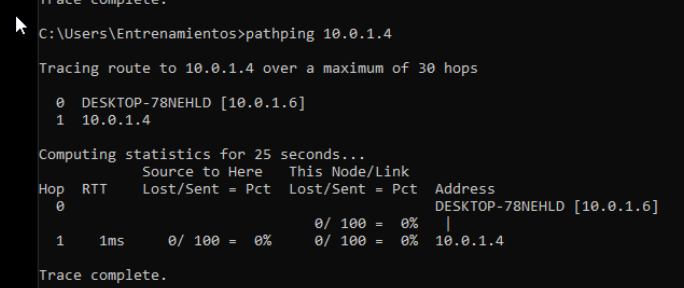 Trace complete.
C:\Users\Entrenamientos>pathping 10.0.1.4
Tracing route to 10.0.1.4 over a maximum of 30 hops
  0  DESKTOP-78NEHLD [10.0.1.6]
  1  10.0.1.4
Computing statistics for 25 seconds...
            Source to Here   This Node/Link
Hop  RTT    Lost/Sent = Pct  Lost/Sent = Pct  Address
  0                                           DESKTOP-78NEHLD [10.0.1.6]
                                0/ 100 =  0%   |
  1    1ms     0/ 100 =  0%     0/ 100 =  0%  10.0.1.4
Trace complete.